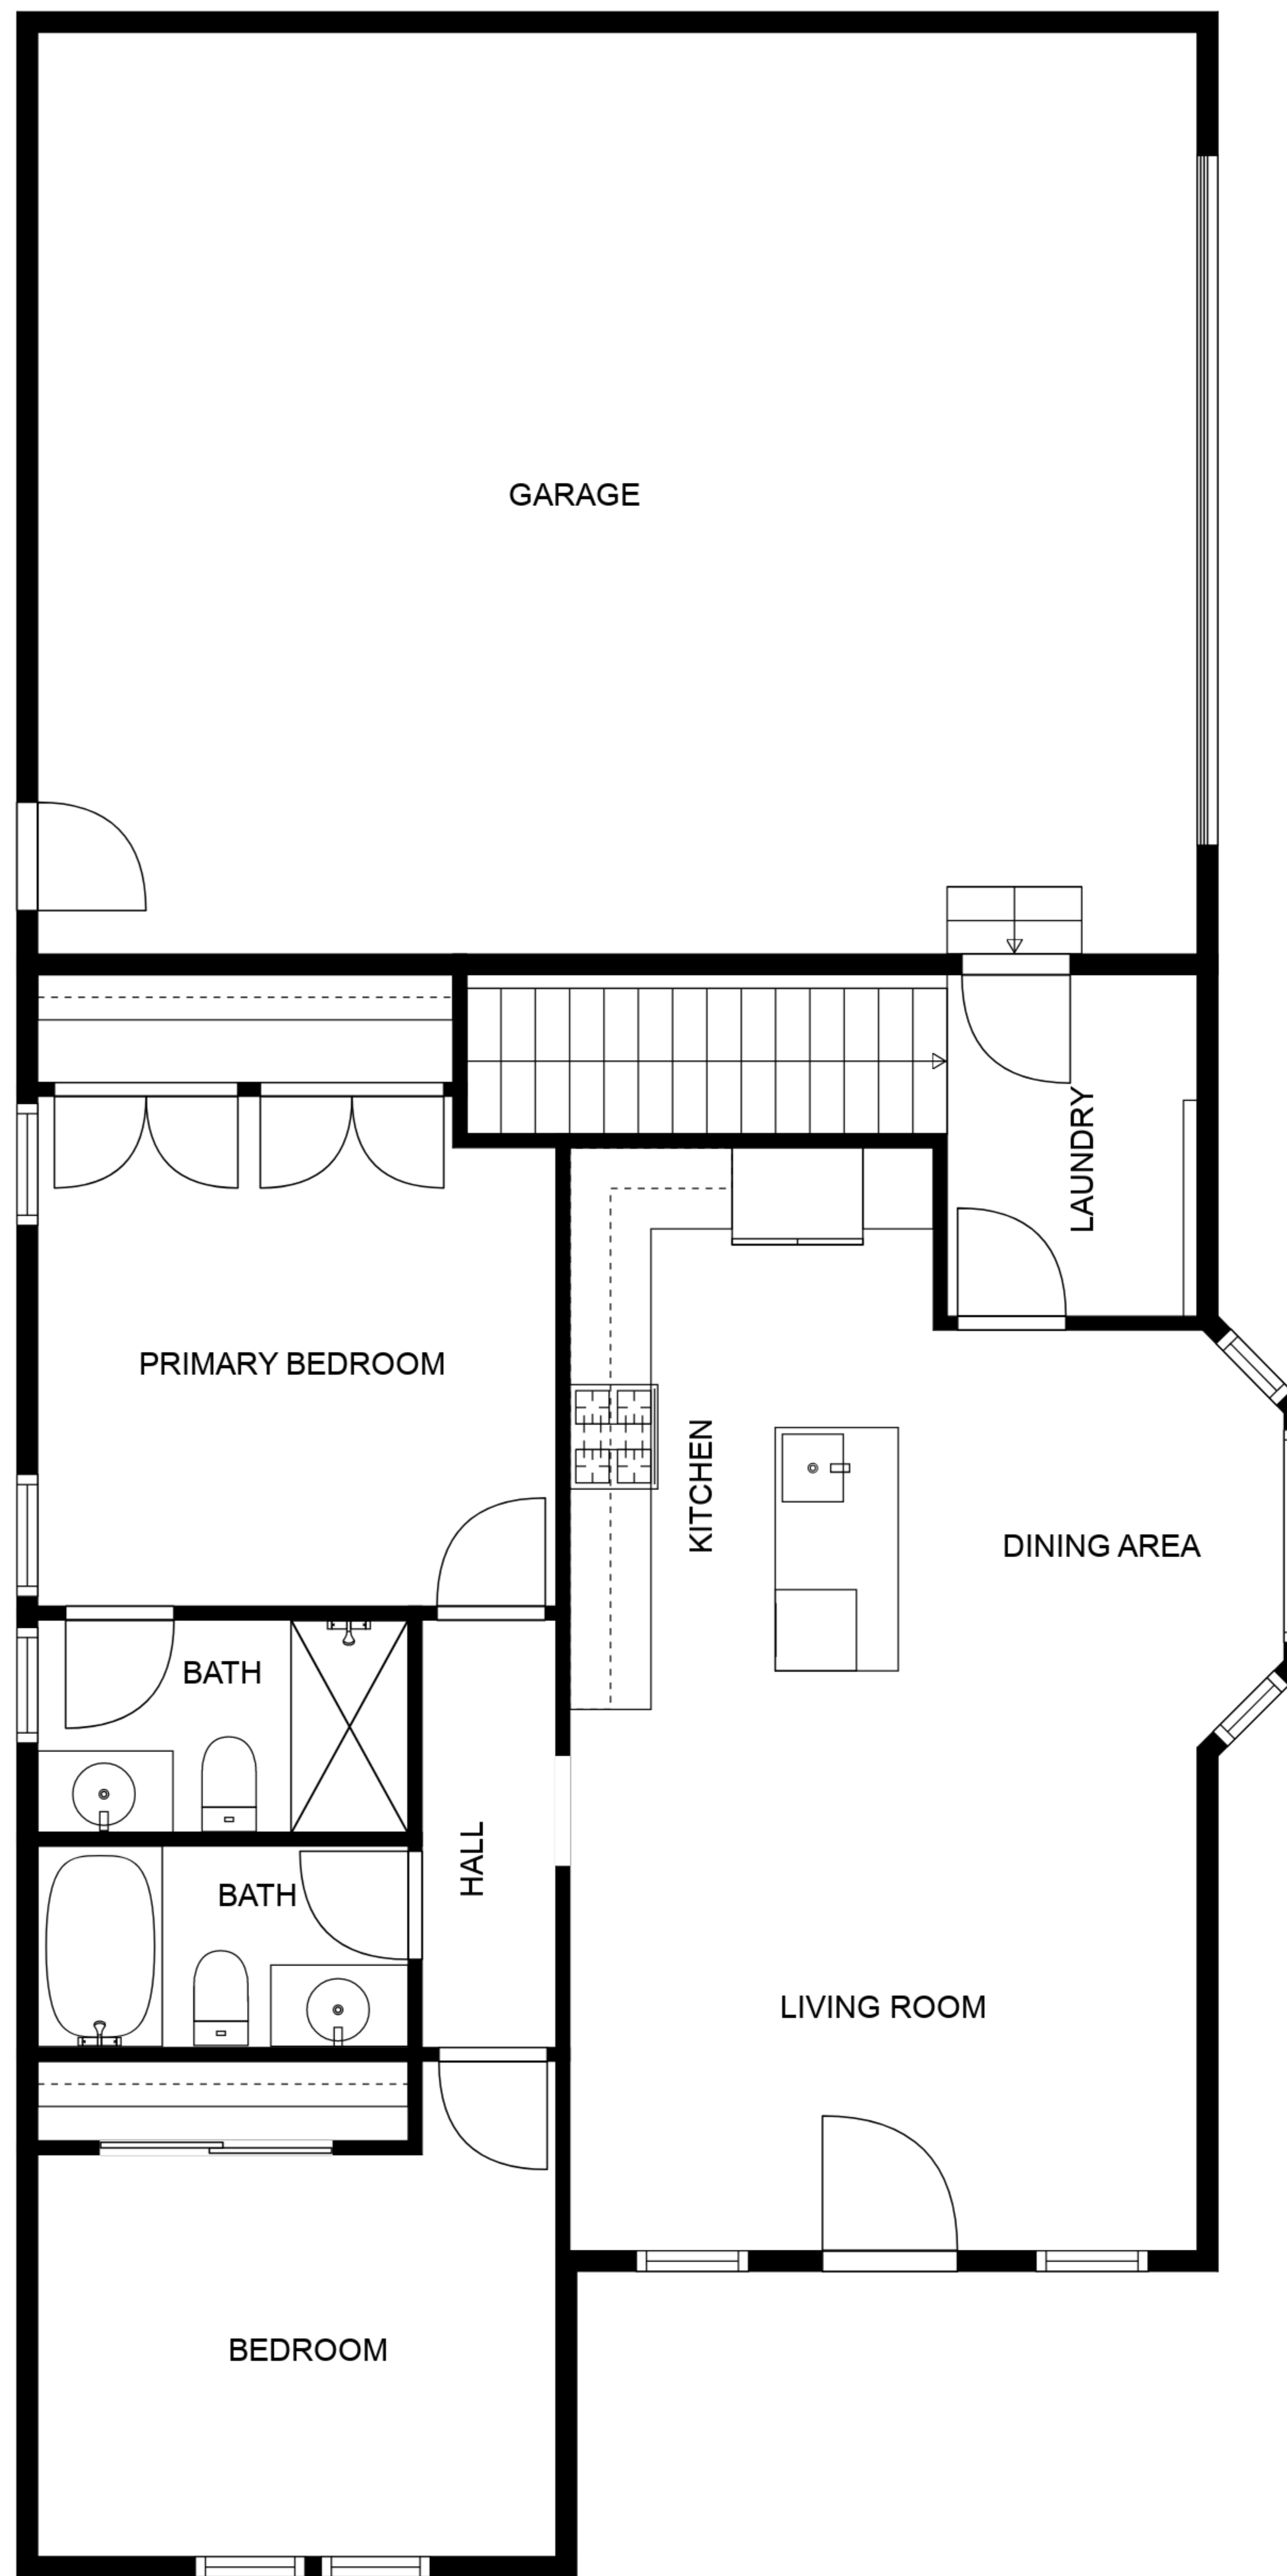 GARAGE
LAUNDRY
PRIMARY BEDROOM
KITCHEN
DINING AREA
BATH
HALL
BATH
LIVING ROOM
BEDROOM